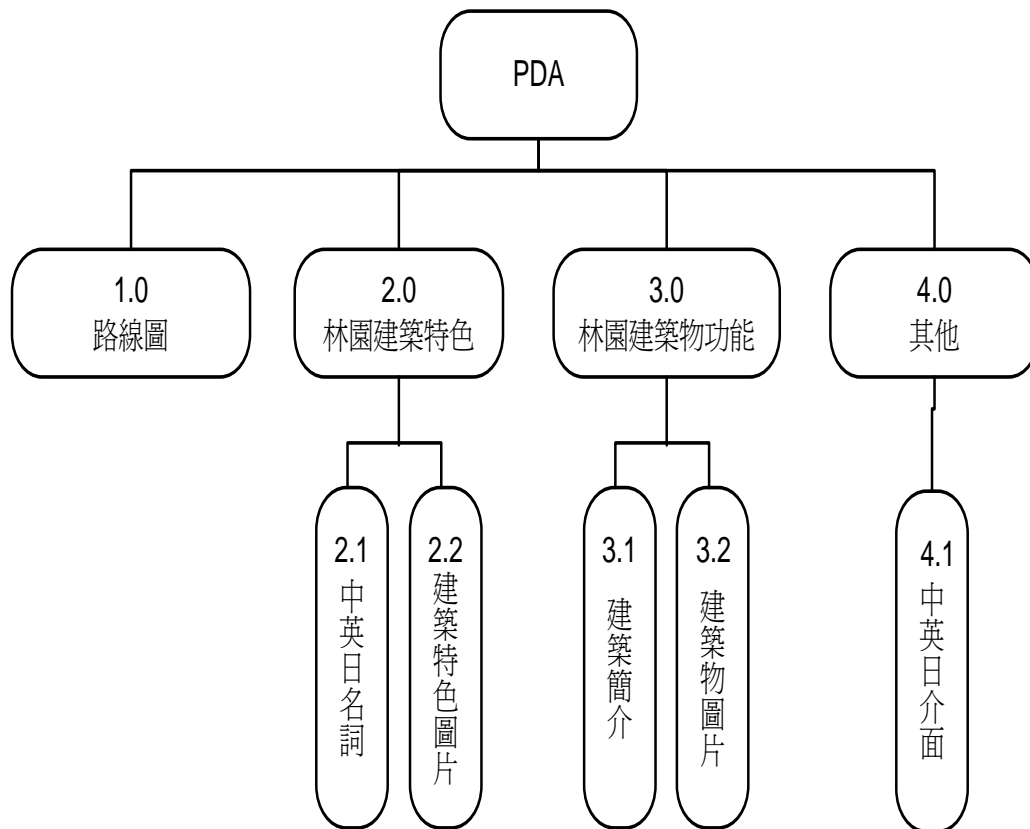 PDA
1.0
路線圖
2.0
林園建築特色
3.0
林園建築物功能
4.0
其他
2.1
中英日名詞
2.2
建築特色圖片
3.1
建築簡介
3.2
建築物圖片
4.1
中英日介面